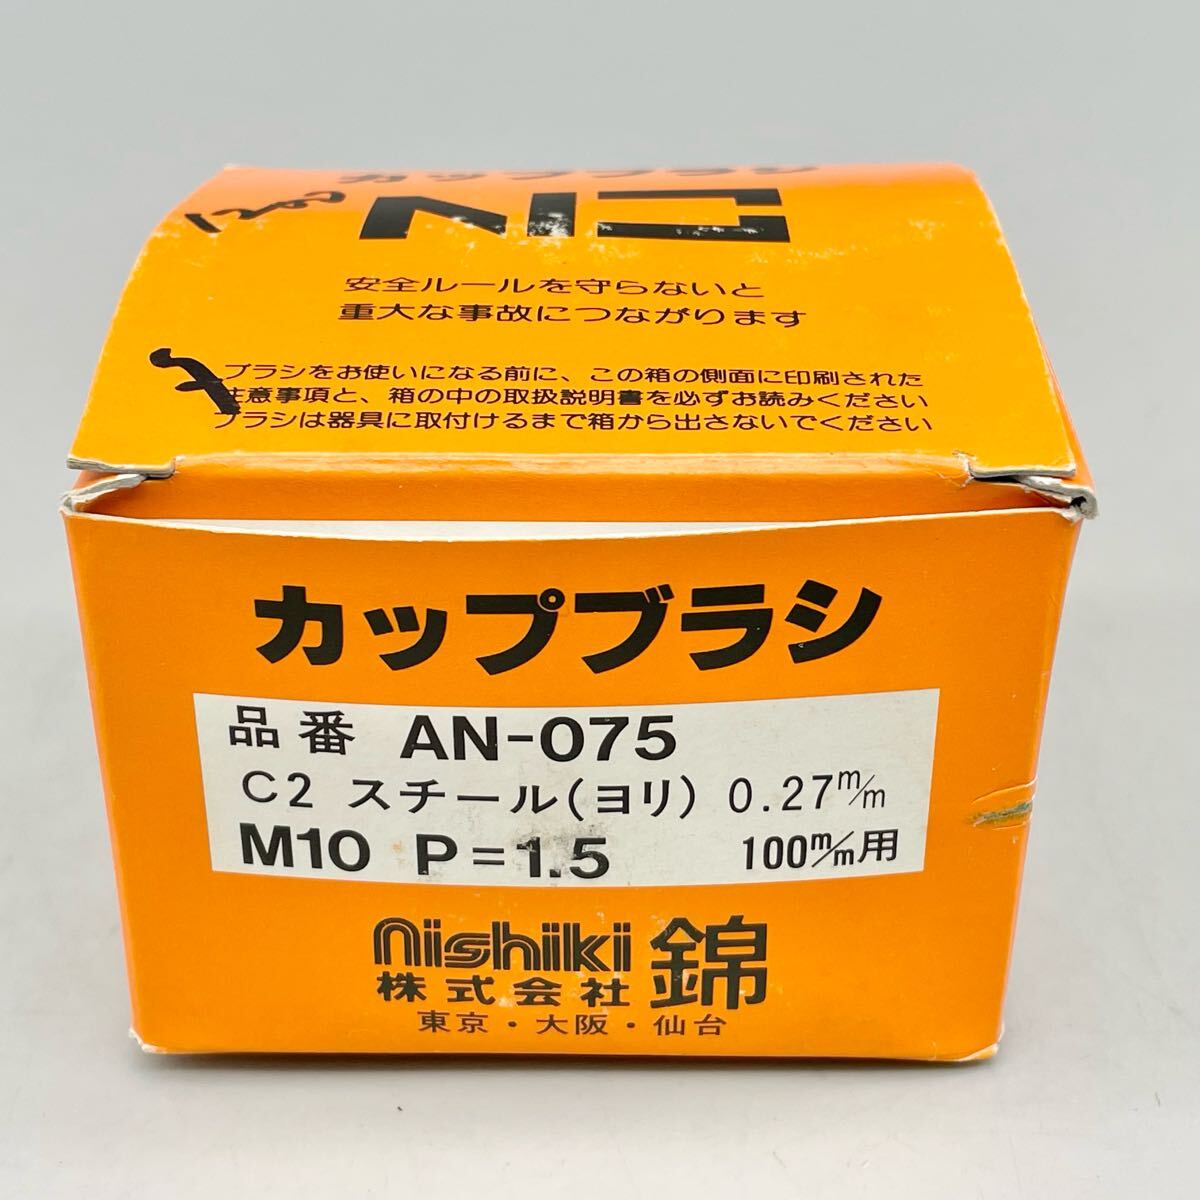 カップブラシ
安全ルールを守らないと
重大な事故につながります
ブラシをお使いになる前に、この箱の側面に印刷された
注意事項と、箱の中の取扱説明書を必ずお読みください
ブラシは器具に取付けるまで箱から出さないでください
カップブラシ
品番 AN-075
C2 スチール(ヨリ) 0.27m/m
M10 P=1.5 100m/m用
nishiki 錦
株式会社
東京・大阪・仙台